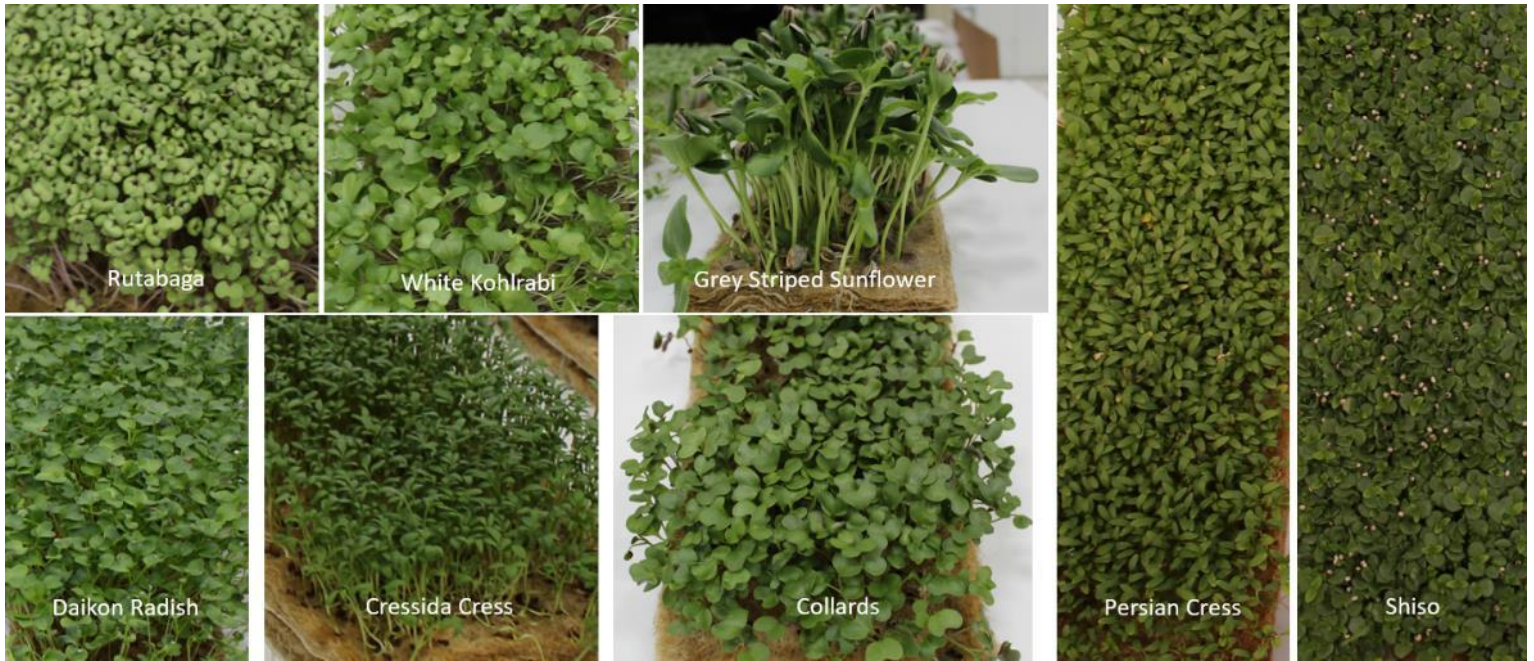 Rutabaga
White Kohlrabi
Grey Striped Sunflower
Daikon Radish
Cressida Cress
Collards
Persian Cress
Shiso